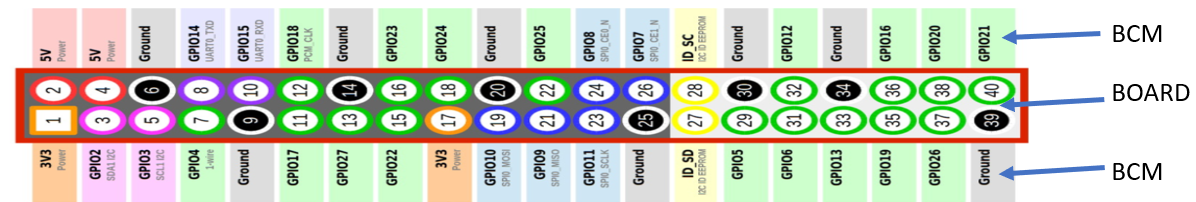 5V
Power
5V
Power
Ground
GPIO14
UART0_TXD
GPIO15
UART0_RXD
GPIO18
PCM_CLK
Ground
GPIO23
GPIO24
Ground
GPIO25
GPIO8
SPI0_CE0_N
GPIO7
SPI0_CE1_N
ID_SC
I2C ID EEPROM
Ground
GPIO12
Ground
GPIO16
GPIO20
GPIO21
BCM
2 4 6 8 10 12 14 16 18 20 22 24 26 28 30 32 34 36 38 40
BOARD
1 3 5 7 9 11 13 15 17 19 21 23 25 27 29 31 33 35 37 39
3V3
Power
GPIO2
SDA1 I2C
GPIO3
SCL1 I2C
GPIO4
1-wire
Ground
GPIO17
GPIO27
GPIO22
3V3
Power
GPIO10
SPI0_MOSI
GPIO9
SPI0_MISO
GPIO11
SPI0_SCLK
Ground
ID_SD
I2C ID EEPROM
GPIO5
GPIO6
GPIO13
GPIO19
GPIO26
Ground
BCM